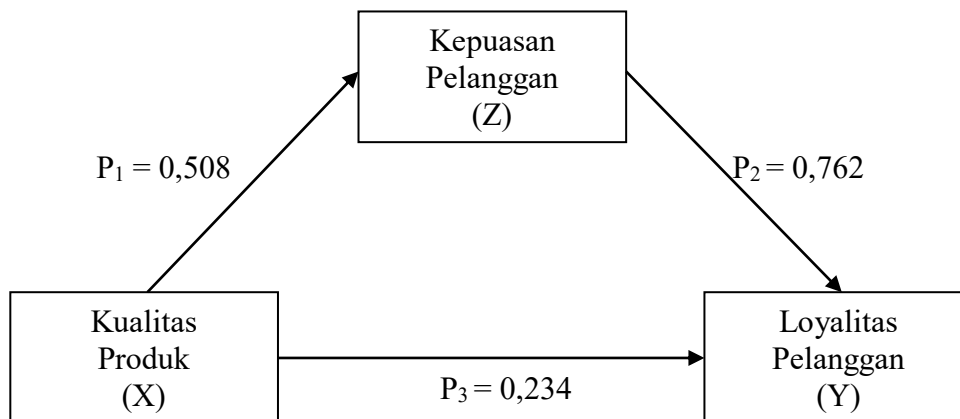 Kepuasan
Pelanggan
(Z)
P₁ = 0,508
P₂ = 0,762
Kualitas
Produk
(X)
P₃ = 0,234
Loyalitas
Pelanggan
(Y)